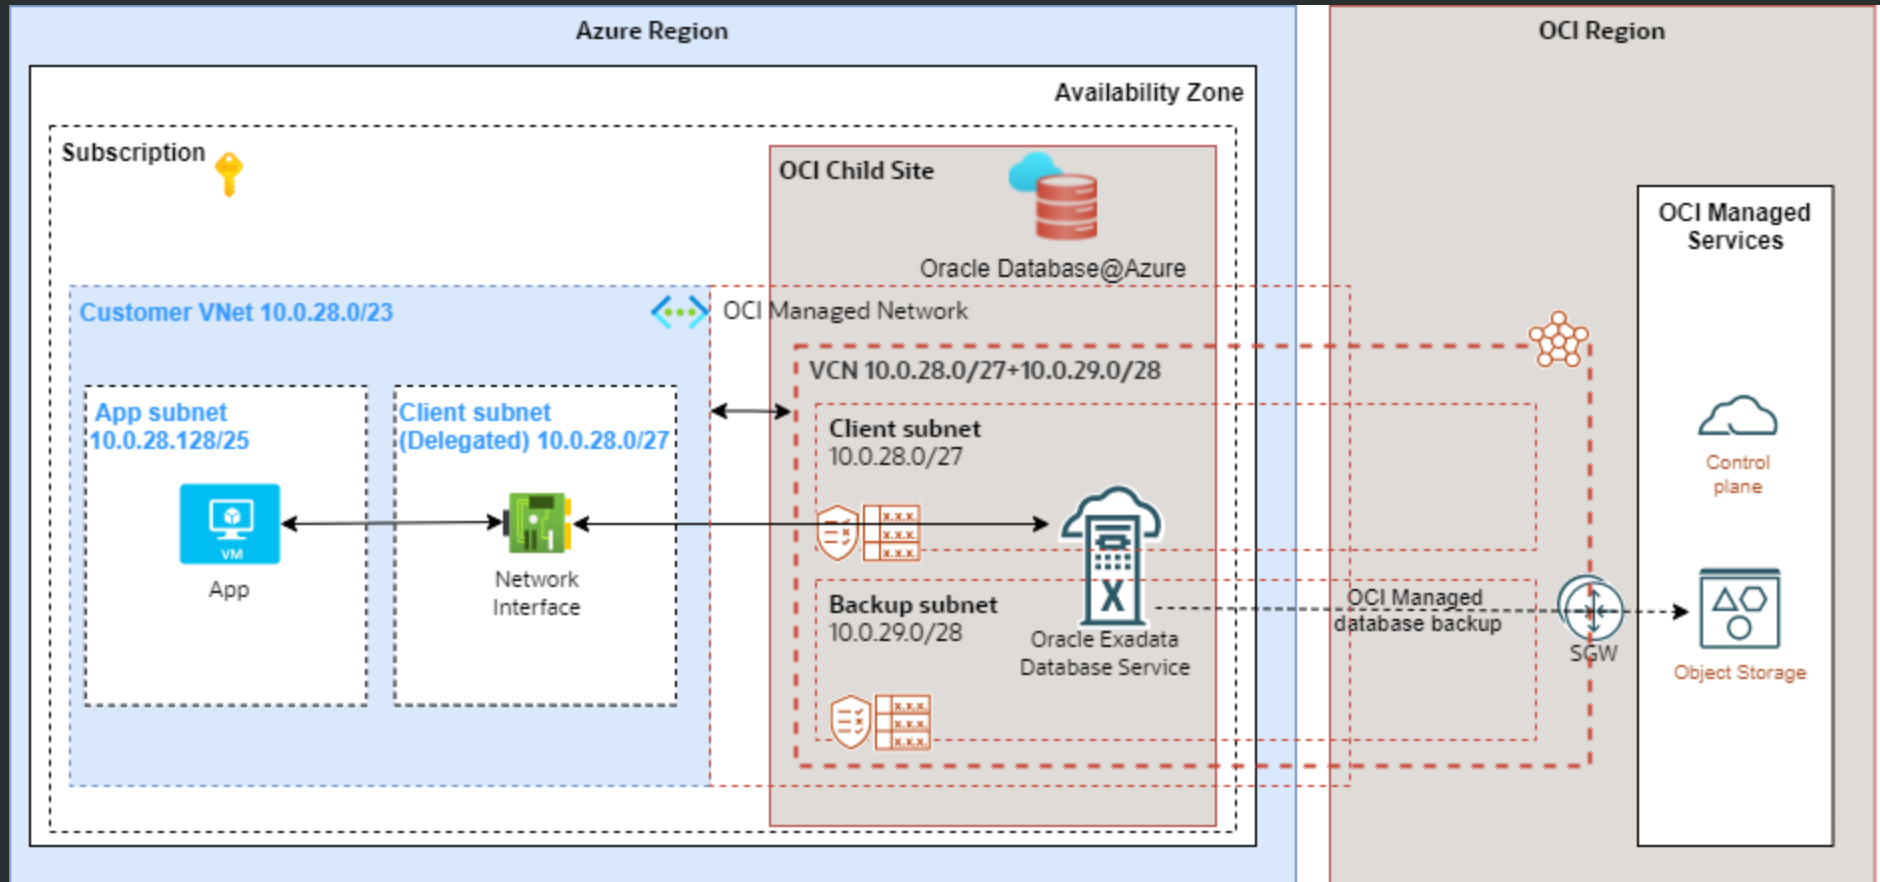 Azure Region
OCI Region
Availability Zone
Subscription
OCI Child Site
Oracle Database@Azure
OCI Managed
Services
Customer VNet 10.0.28.0/23
OCI Managed Network
VCN 10.0.28.0/27+10.0.29.0/28
App subnet
10.0.28.128/25
Client subnet
(Delegated) 10.0.28.0/27
Client subnet
10.0.28.0/27
Control
plane
VM
App
Network
Interface
x.x.x.
x.x.x.
x.x.x.
X
Backup subnet
10.0.29.0/28
Oracle Exadata
Database Service
OCI Managed
database backup
SGW
Object Storage
x.x.x.
x.x.x.
x.x.x.